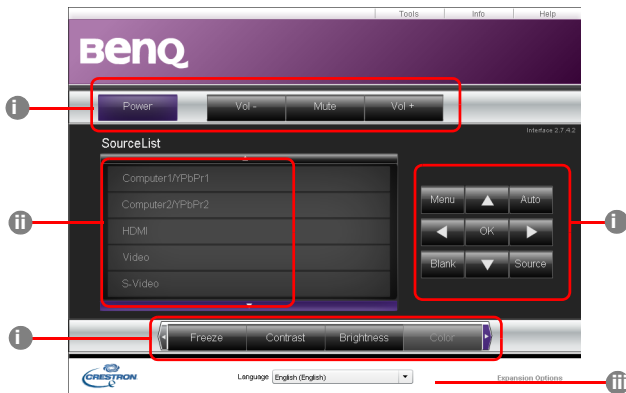 Tools Info Help
BenQ
i
Power Vol - Mute Vol +
Interface 2.7.4.2
SourceList
Computer1/YPbPr1
Computer2/YPbPr2
HDMI
Video
S-Video
ii
Menu Auto
OK
Blank Source
i
i
Freeze Contrast Brightness Color
CRESTRON
Language English (English)
Expansion Options
iii